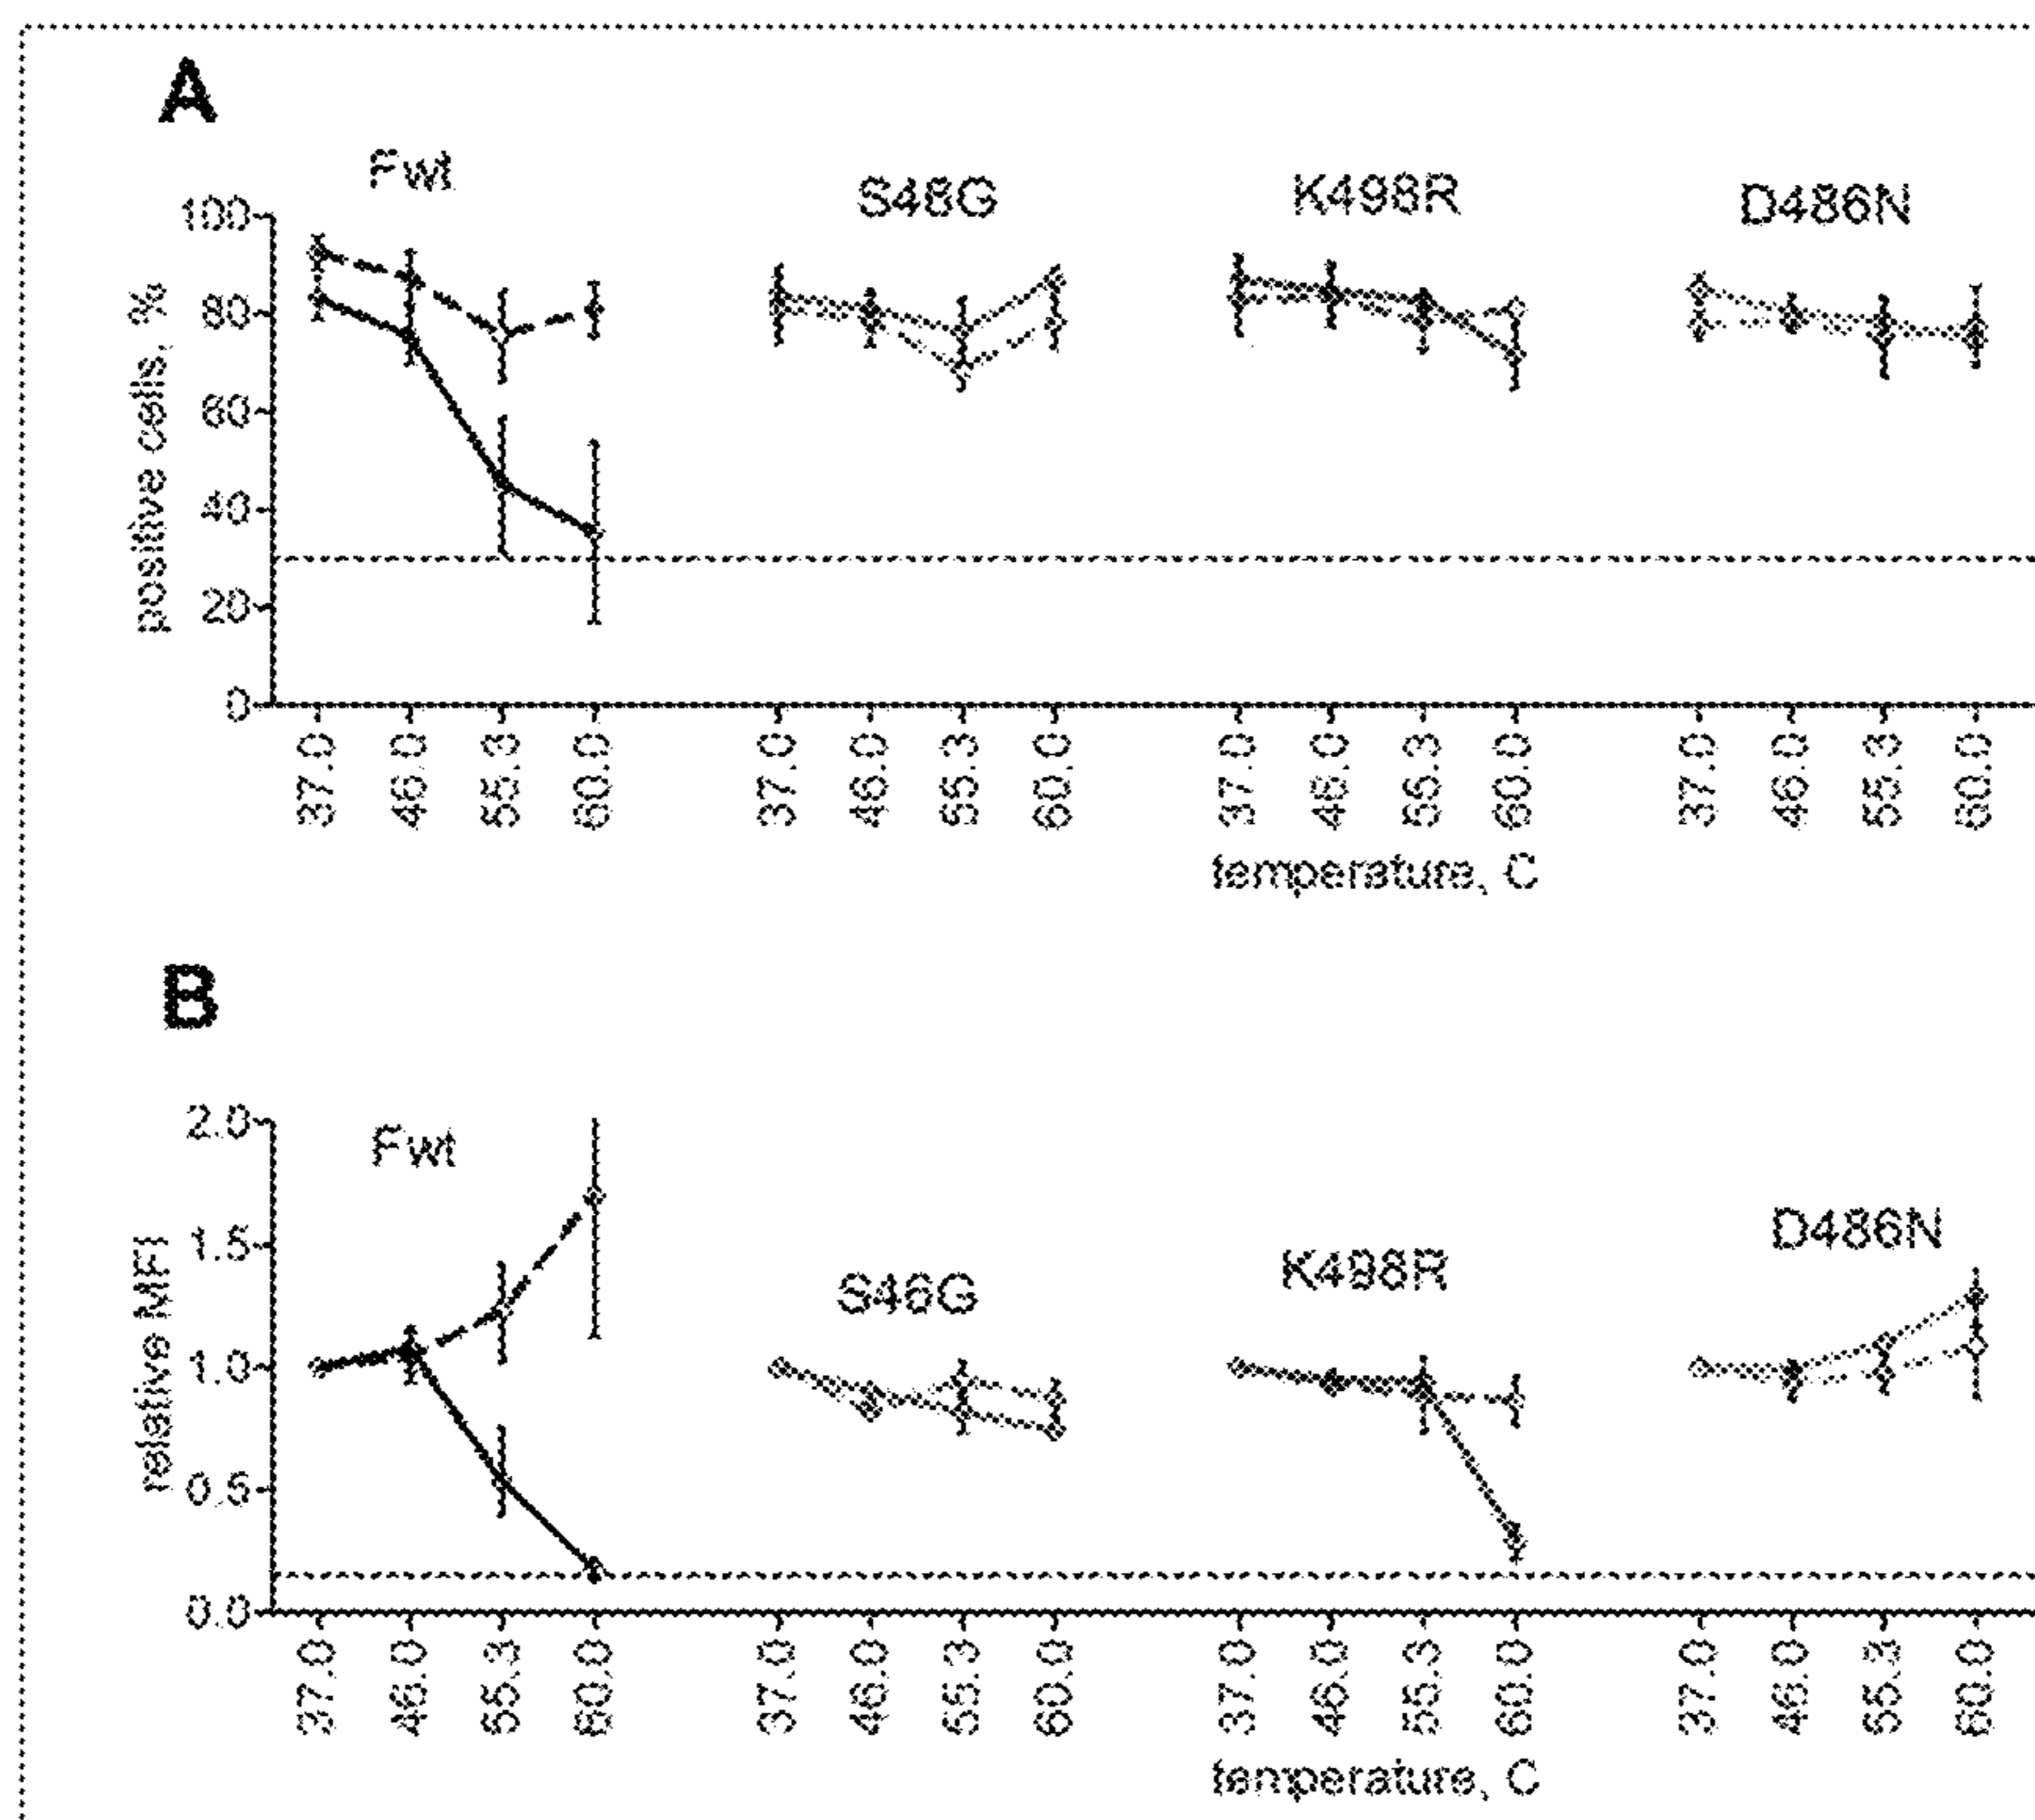 A
Fwt
S46G
K498R
D486N
100
80
60
40
20
0
positive cells, %
37.0 46.0 55.3 60.0 37.0 46.0 55.3 60.0 37.0 46.0 55.3 60.0 37.0 46.0 55.3 60.0
temperature, C
B
Fwt
S46G
K498R
D486N
2.0
1.5
1.0
0.5
0.0
relative MFI
37.0 46.0 55.3 60.0 37.0 46.0 55.3 60.0 37.0 46.0 55.3 60.0 37.0 46.0 55.3 60.0
temperature, C